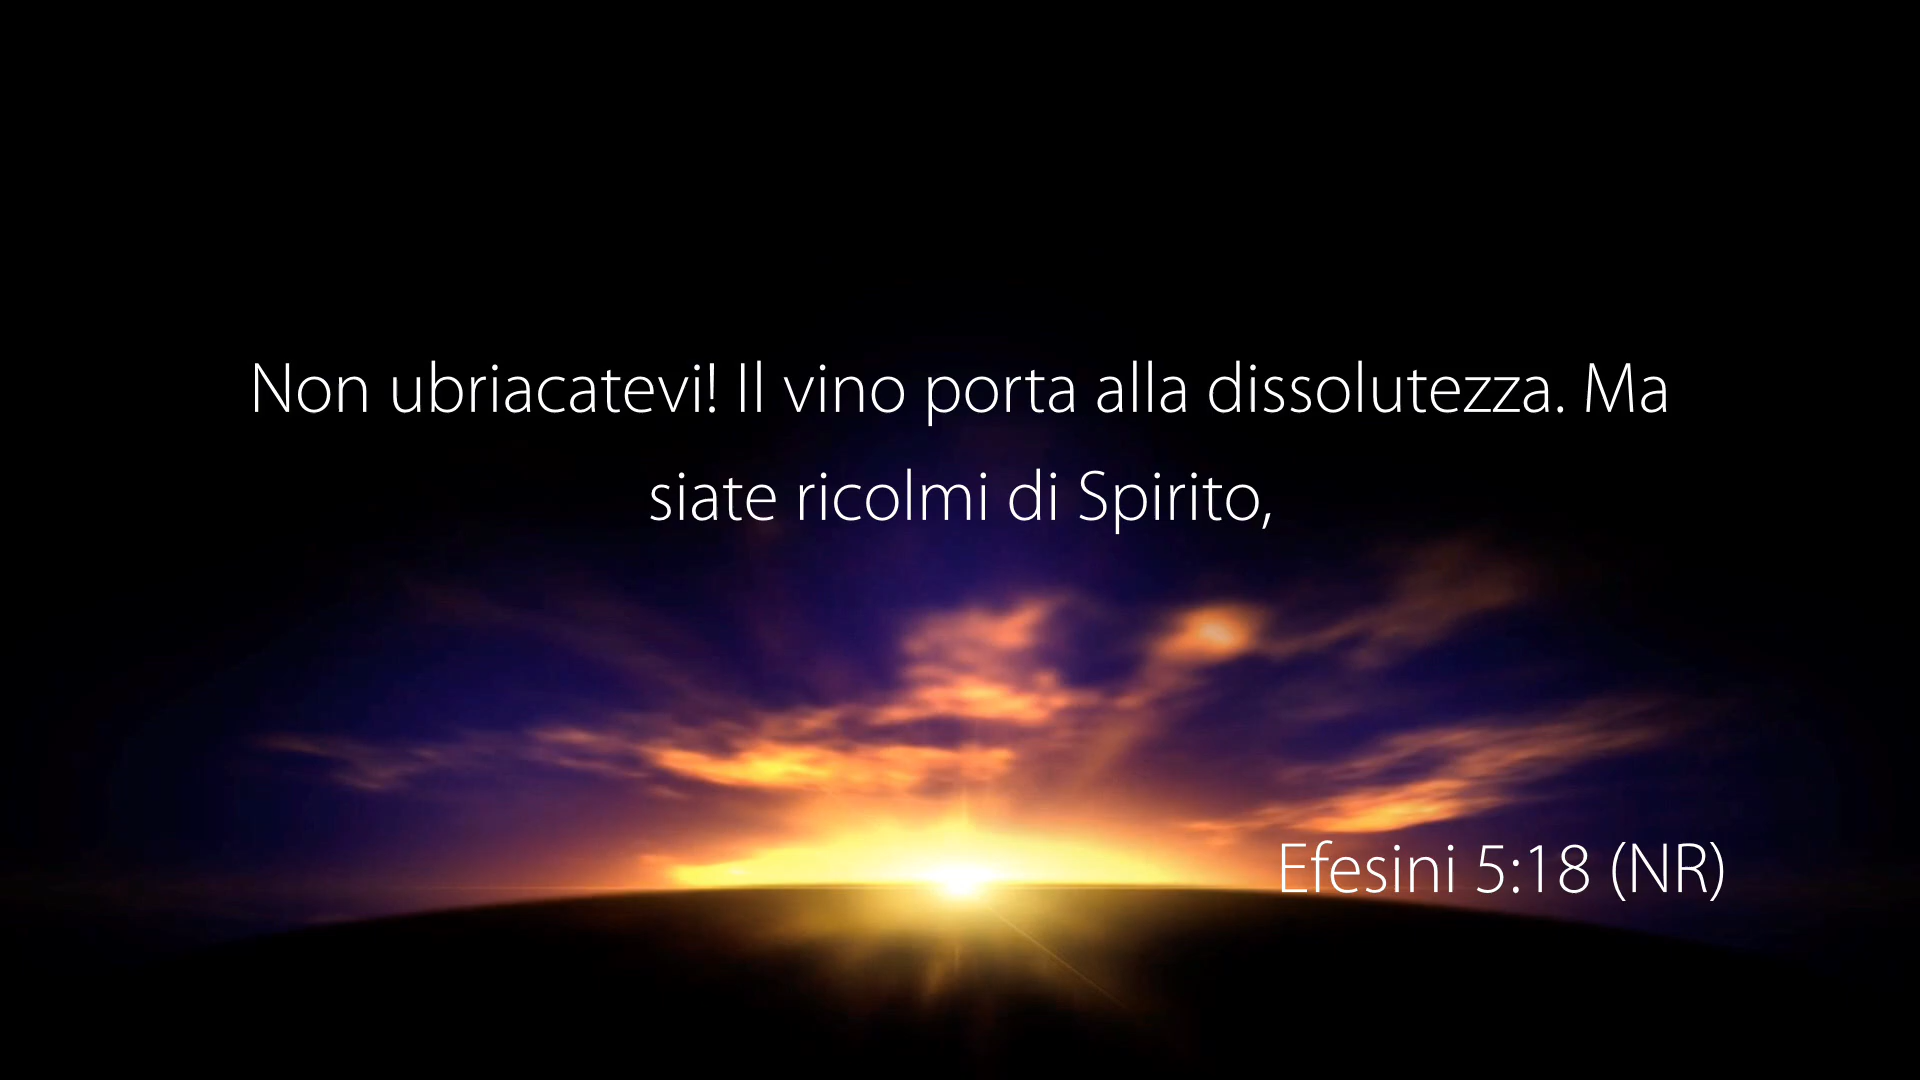 Non ubriacatevi! Il vino porta alla dissolutezza. Ma
siate ricolmi di Spirito,
Efesini 5:18 (NR)